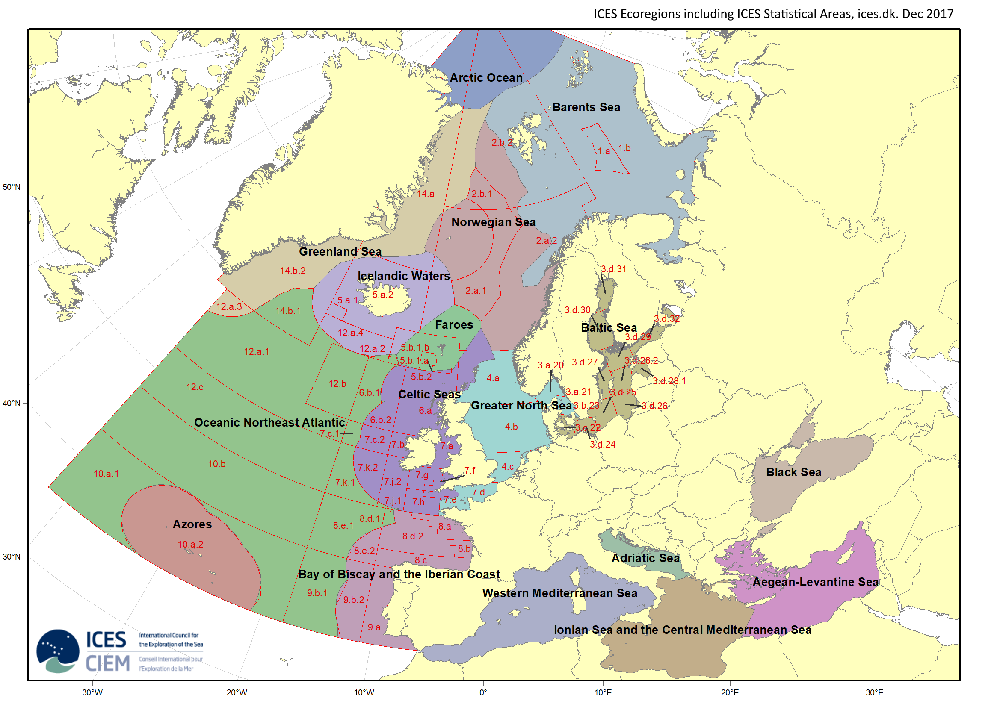 ICES Ecoregions including ICES Statistical Areas, ices.dk. Dec 2017
Arctic Ocean
Barents Sea
2.b.2
1.b
1.a
50°N
14.a
2.b.1
Norwegian Sea
2.a.2
Greenland Sea
14.b.2
3.d.31
Icelandic Waters
2.a.1
5.a.2
5.a.1
12.a.3
14.b.1
3.d.30
3.d.32
Faroes
Baltic Sea
12.a.4
3.d.29
5.b.1.b
12.a.2
12.a.1
5.b.1.a
3.d.27
3.d.28.2
3.a.20
5.b.2
4.a
3.d.28.1
12.b
12.c
6.b.1
3.a.21
3.d.25
Celtic Seas
40°N
Greater North Sea
3.b.23
3.d.26
6.a
6.b.2
Oceanic Northeast Atlantic
4.b
3.c.22
7.c.1
7.c.2
7.b
7.a
3.d.24
10.b
7.k.2
4.c
7.f
Black Sea
10.a.1
7.g
7.k.1
7.j.2
7.d
7.e
7.j.1
7.h
8.d.1
Azores
8.e.1
8.a
8.d.2
10.a.2
8.b
8.e.2
30°N
Adriatic Sea
8.c
Bay of Biscay and the Iberian Coast
Aegean-Levantine Sea
9.b.1
Western Mediterranean Sea
9.b.2
9.a
Ionian Sea and the Central Mediterranean Sea
ICES
CIEM
International Council for
the Exploration of the Sea
Conseil International pour
l'Exploration de la Mer
30°W
20°W
10°W
0°
10°E
20°E
30°E